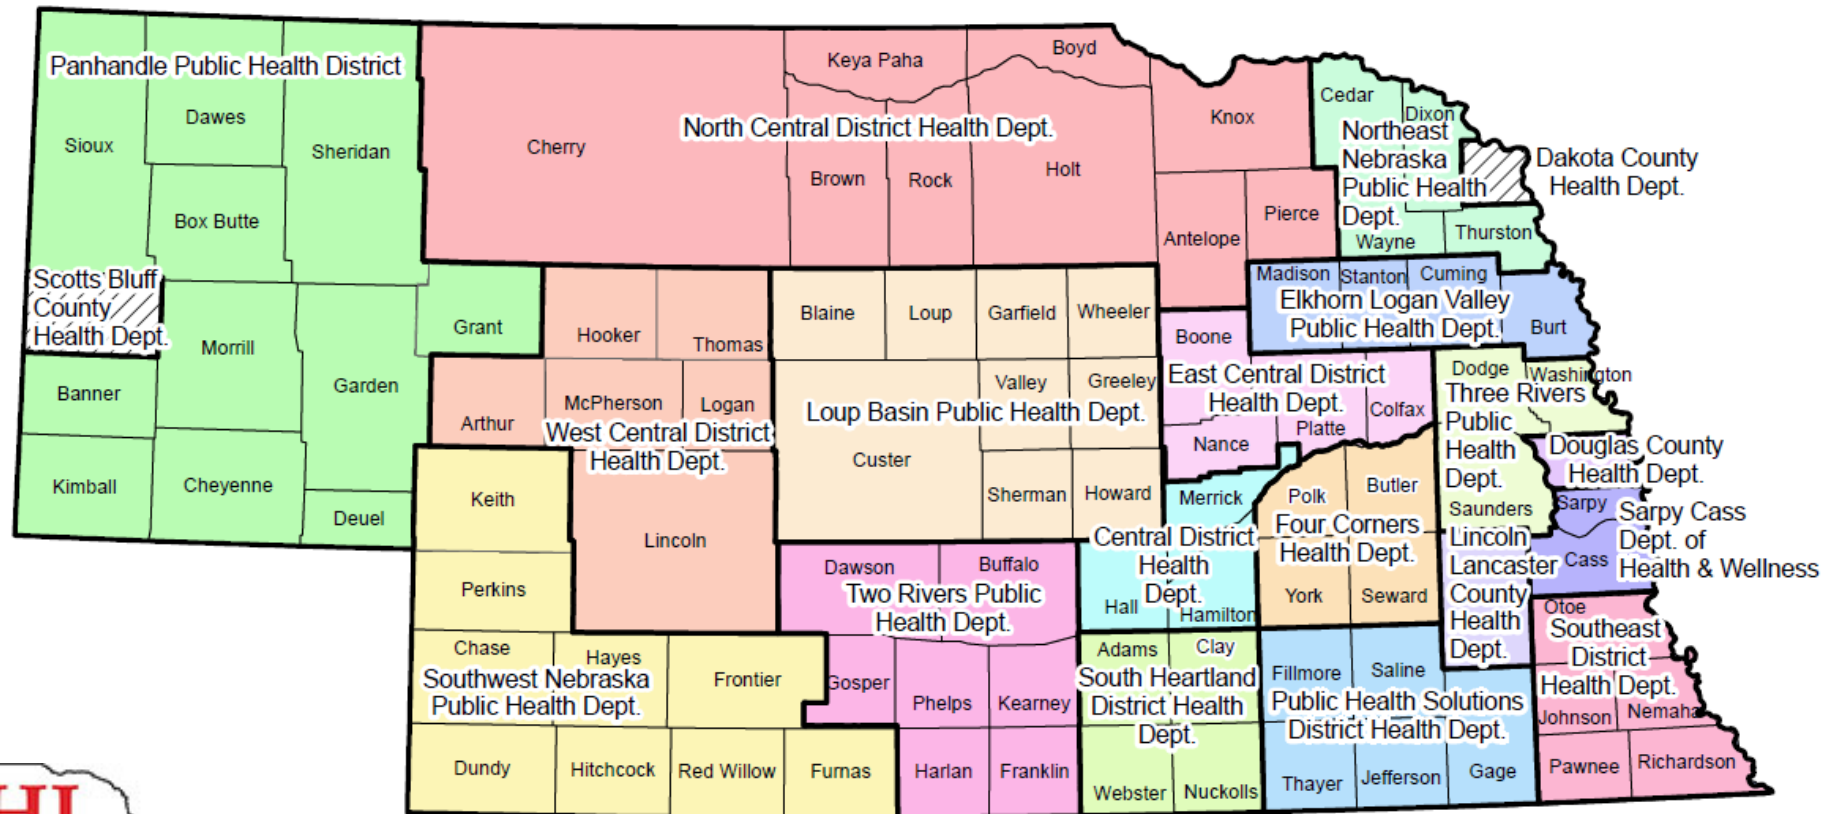 Panhandle Public Health District
Sioux
Dawes
Sheridan
Box Butte
Scotts Bluff
County
Health Dept.
Morrill
Grant
Garden
Banner
Kimball
Cheyenne
Deuel
Cherry
Keya Paha
Boyd
North Central District Health Dept.
Brown
Rock
Holt
Knox
Antelope
Pierce
Cedar
Dixon
Northeast
Nebraska
Public Health
Dept.
Wayne
Thurston
Dakota County
Health Dept.
Madison
Stanton
Cuming
Elkhorn Logan Valley
Public Health Dept.
Burt
Hooker
Thomas
Arthur
McPherson
Logan
West Central District
Health Dept.
Lincoln
Blaine
Loup
Garfield
Wheeler
Valley
Greeley
Loup Basin Public Health Dept.
Custer
Sherman
Howard
Boone
East Central District
Health Dept.
Colfax
Platte
Nance
Dodge
Washington
Three Rivers
Public
Health
Dept.
Saunders
Douglas County
Health Dept.
Sarpy
Cass
Sarpy Cass
Dept. of
Health & Wellness
Keith
Perkins
Chase
Hayes
Frontier
Southwest Nebraska
Public Health Dept.
Dundy
Hitchcock
Red Willow
Furnas
Dawson
Buffalo
Two Rivers Public
Health Dept.
Gosper
Phelps
Kearney
Harlan
Franklin
Merrick
Central District
Health
Dept.
Hall
Hamilton
Polk
Butler
Four Corners
Health Dept.
York
Seward
Lincoln
Lancaster
County
Health
Dept.
Adams
Clay
South Heartland
District Health
Dept.
Webster
Nuckolls
Fillmore
Saline
Public Health Solutions
District Health Dept.
Thayer
Jefferson
Gage
Otoe
Southeast
District
Health Dept.
Johnson
Nemaha
Pawnee
Richardson